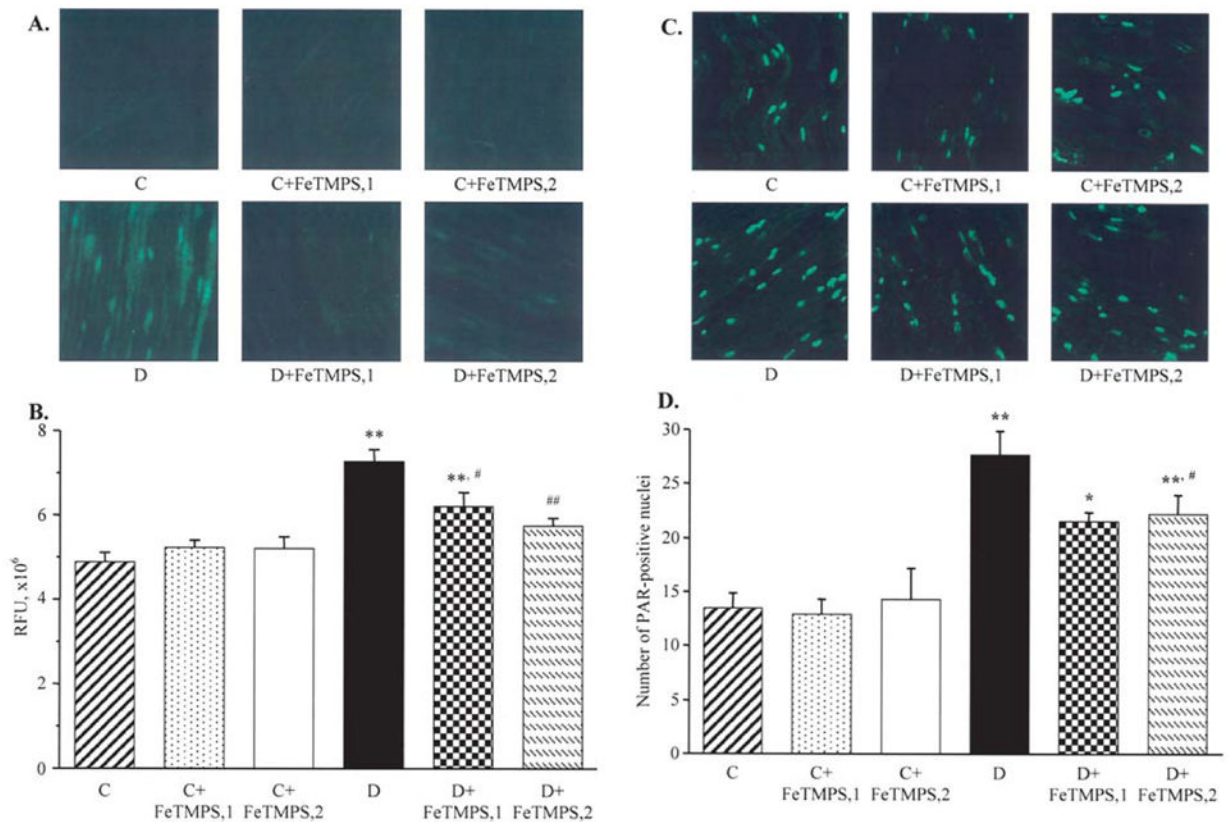 A.
C
C+FeTMPS,1
C+FeTMPS,2
D
D+FeTMPS,1
D+FeTMPS,2
B.
8
6
4
2
0
RFU, x10⁶
**
**, #
##
C
C+
FeTMPS,1
C+
FeTMPS,2
D
D+
FeTMPS,1
D+
FeTMPS,2
C.
C
C+FeTMPS,1
C+FeTMPS,2
D
D+FeTMPS,1
D+FeTMPS,2
D.
30
25
20
15
10
5
0
Number of PAR-positive nuclei
**
*
**, #
C
C+
FeTMPS,1
C+
FeTMPS,2
D
D+
FeTMPS,1
D+
FeTMPS,2